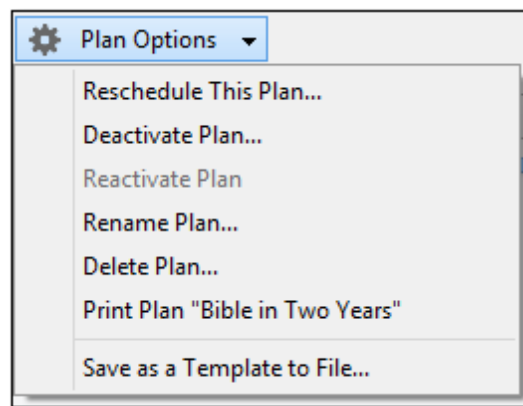 Plan Options
Reschedule This Plan...
Deactivate Plan...
Reactivate Plan
Rename Plan...
Delete Plan...
Print Plan "Bible in Two Years"
Save as a Template to File...